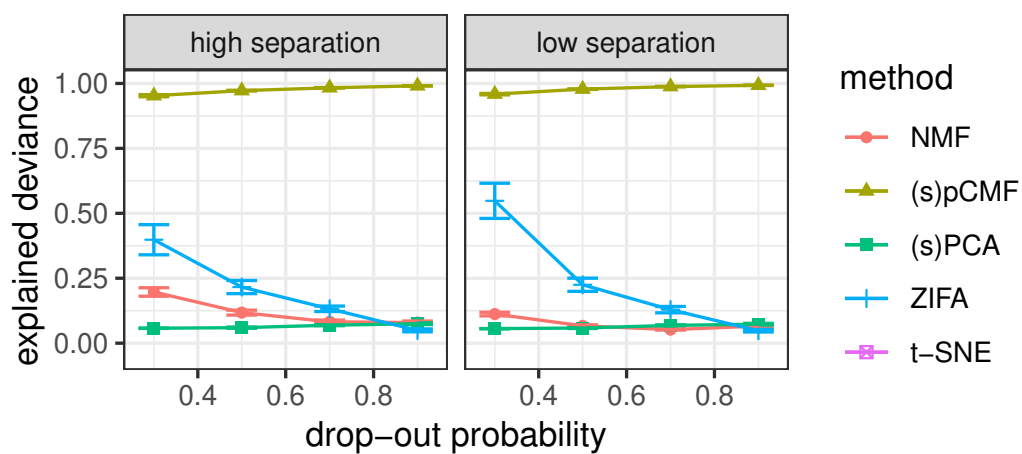 high separation
low separation
explained deviance
1.00
0.75
0.50
0.25
0.00
0.4
0.6
0.8
0.4
0.6
0.8
drop−out probability
method
NMF
(s)pCMF
(s)PCA
ZIFA
t−SNE